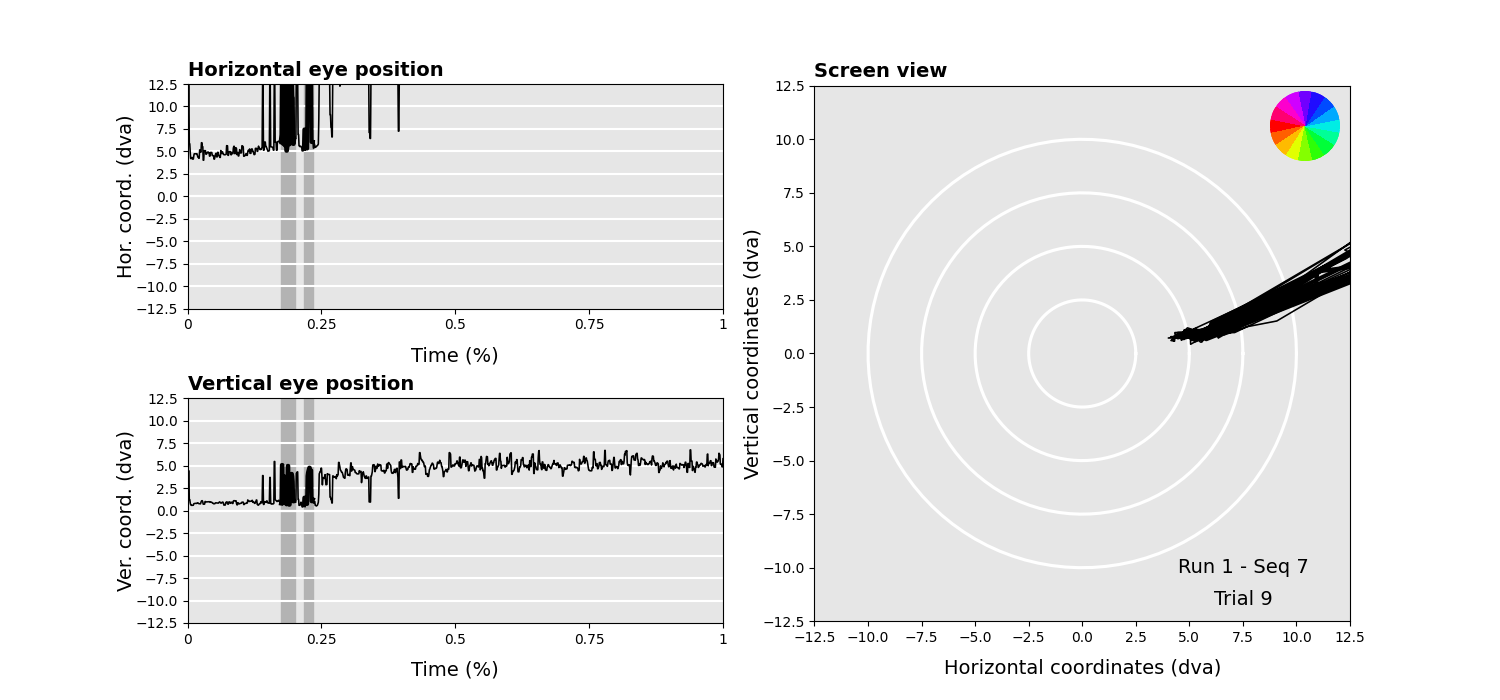 Horizontal eye position
Hor. coord. (dva)
12.5
10.0
7.5
5.0
2.5
0.0
−2.5
−5.0
−7.5
−10.0
−12.5
0 0.25 0.5 0.75 1
Time (%)
Vertical eye position
Ver. coord. (dva)
12.5
10.0
7.5
5.0
2.5
0.0
−2.5
−5.0
−7.5
−10.0
−12.5
0 0.25 0.5 0.75 1
Time (%)
Screen view
Vertical coordinates (dva)
12.5
10.0
7.5
5.0
2.5
0.0
−2.5
−5.0
−7.5
−10.0
−12.5
Run 1 - Seq 7
Trial 9
−12.5 −10.0 −7.5 −5.0 −2.5 0.0 2.5 5.0 7.5 10.0 12.5
Horizontal coordinates (dva)